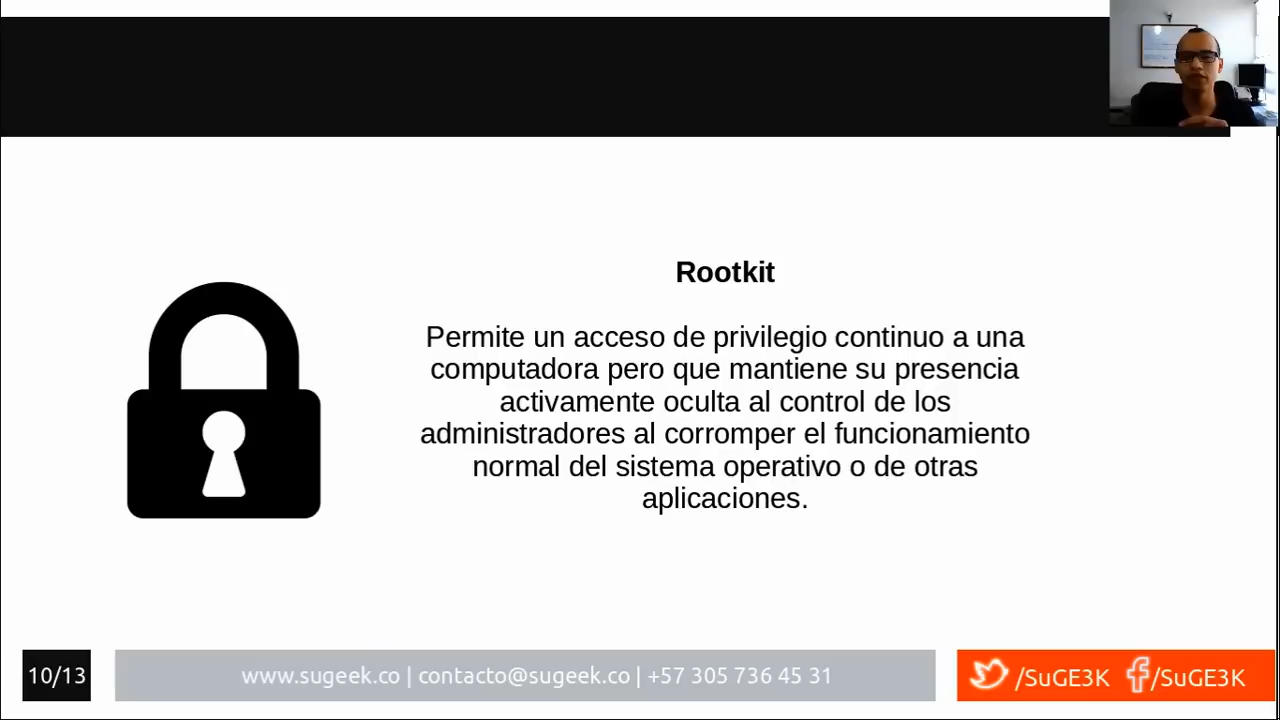 Rootkit
Permite un acceso de privilegio continuo a una
computadora pero que mantiene su presencia
activamente oculta al control de los
administradores al corromper el funcionamiento
normal del sistema operativo o de otras
aplicaciones.
10/13
www.sugeek.co | contacto@sugeek.co | +57 305 736 45 31
/SuGE3K /SuGE3K